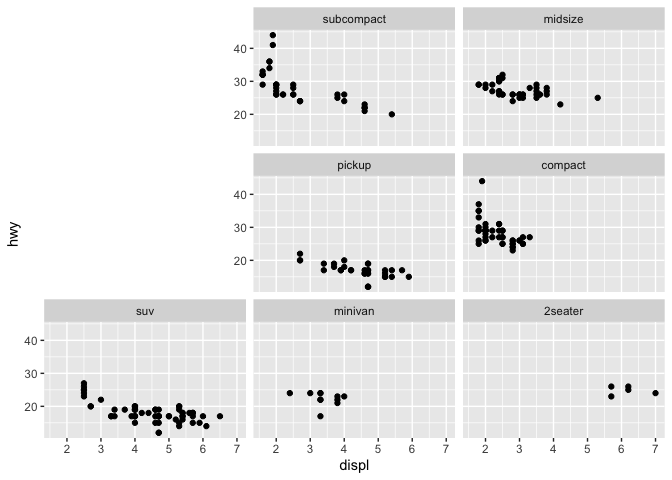 subcompact midsize
40
30
20
pickup compact
40
30
20
hwy
suv minivan 2seater
40
30
20
2 3 4 5 6 7 2 3 4 5 6 7 2 3 4 5 6 7
displ